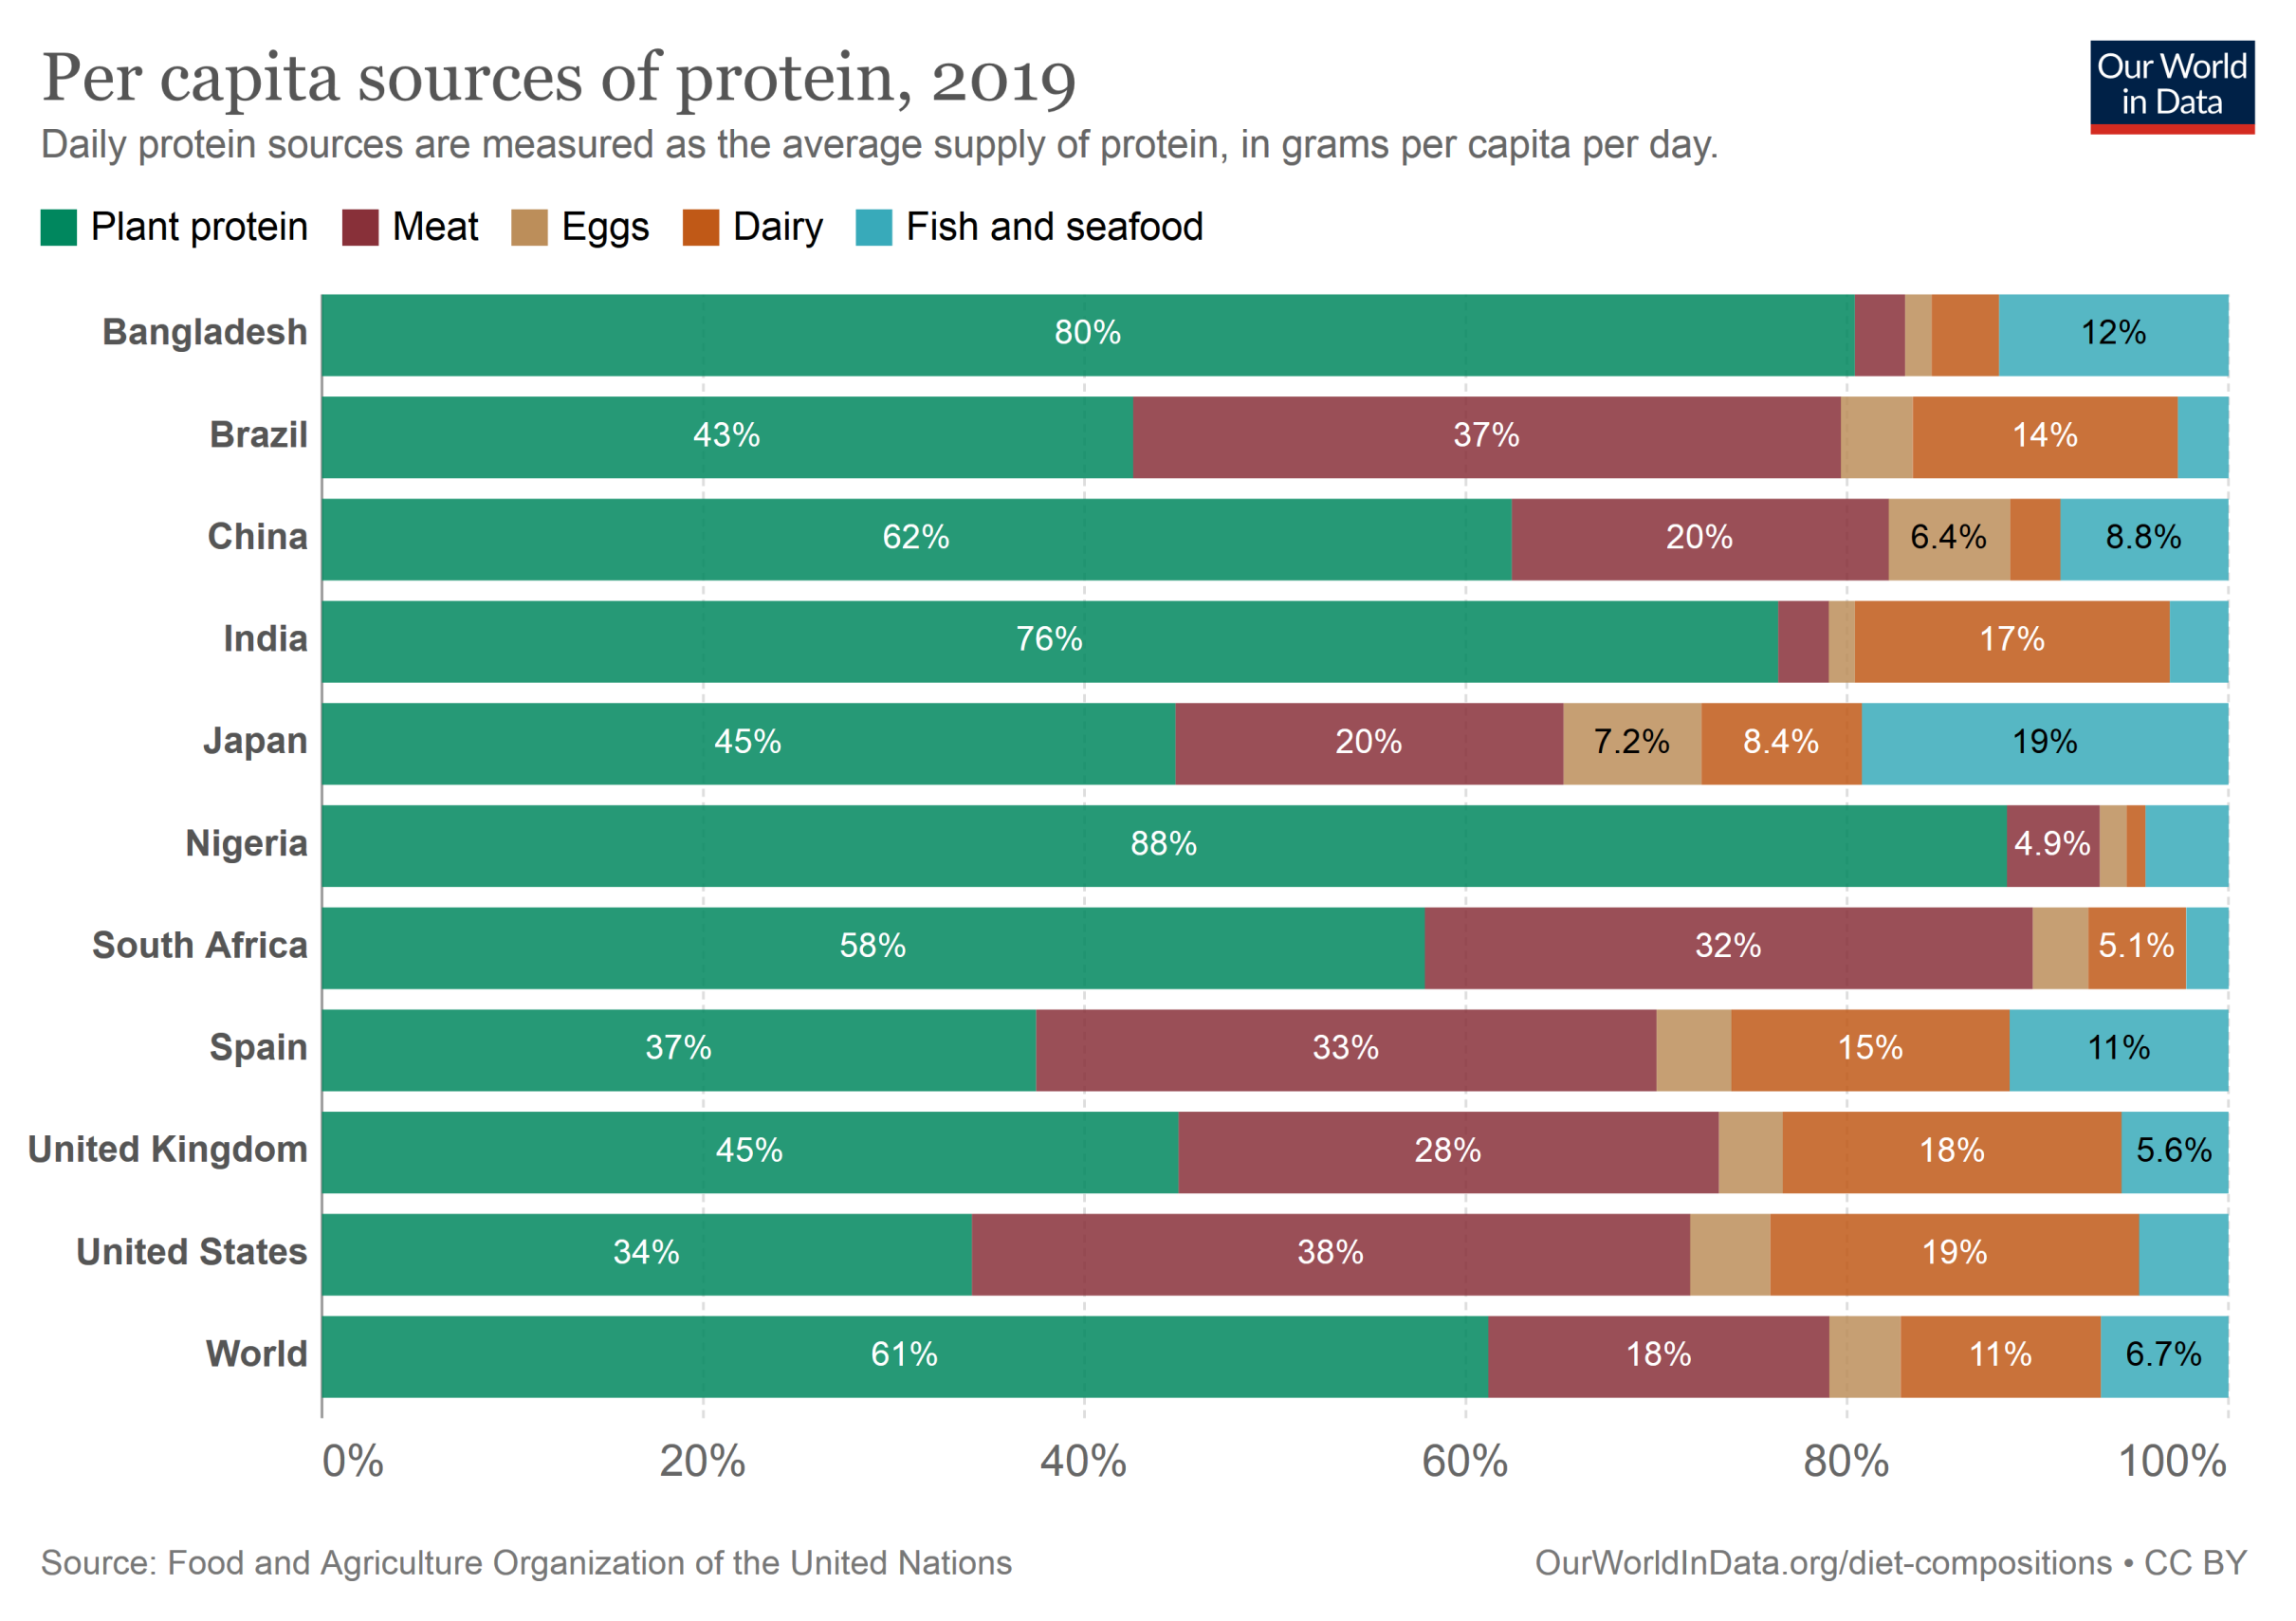 Per capita sources of protein, 2019
Daily protein sources are measured as the average supply of protein, in grams per capita per day.
Our World
in Data
Plant protein Meat Eggs Dairy Fish and seafood
Bangladesh 80% 12%
Brazil 43% 37% 14%
China 62% 20% 6.4% 8.8%
India 76% 17%
Japan 45% 20% 7.2% 8.4% 19%
Nigeria 88% 4.9%
South Africa 58% 32% 5.1%
Spain 37% 33% 15% 11%
United Kingdom 45% 28% 18% 5.6%
United States 34% 38% 19%
World 61% 18% 11% 6.7%
0% 20% 40% 60% 80% 100%
Source: Food and Agriculture Organization of the United Nations
OurWorldInData.org/diet-compositions • CC BY